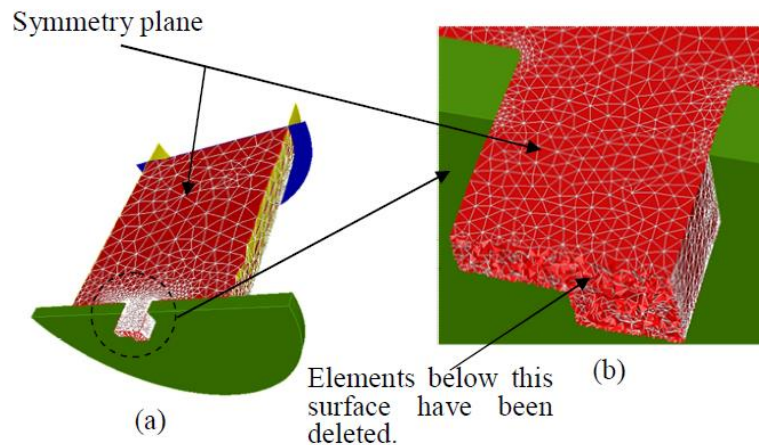 Symmetry plane
(a)
(b)
Elements below this
surface have been
deleted.